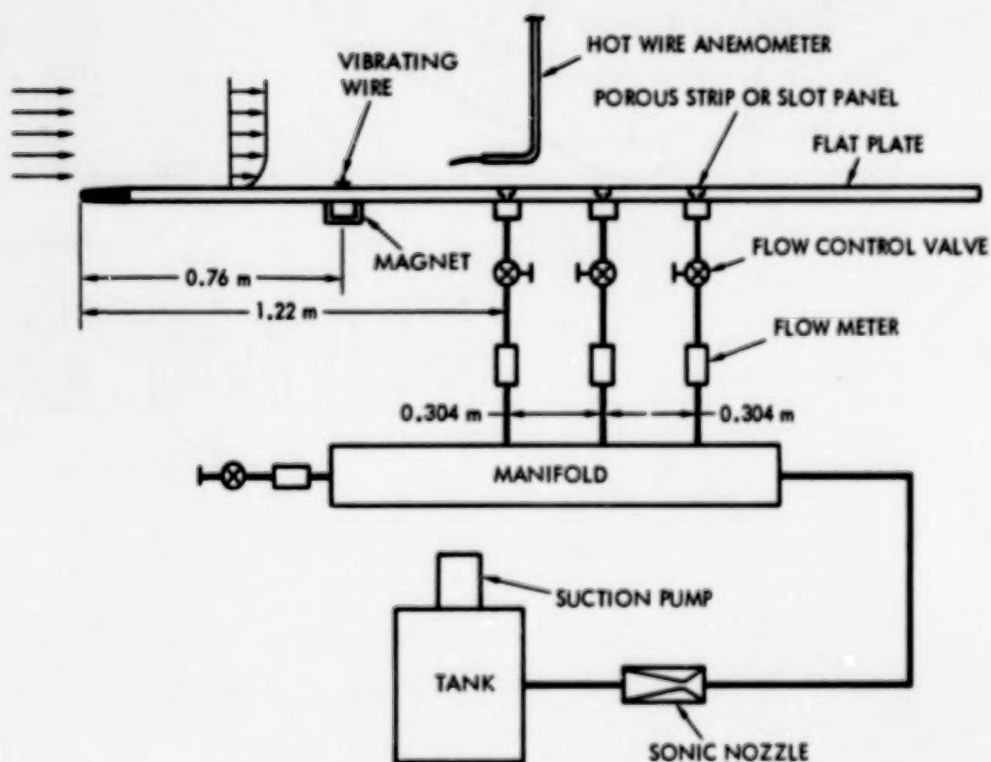 HOT WIRE ANEMOMETER
VIBRATING
WIRE
POROUS STRIP OR SLOT PANEL
FLAT PLATE
MAGNET
FLOW CONTROL VALVE
0.76 m
1.22 m
FLOW METER
0.304 m
0.304 m
MANIFOLD
SUCTION PUMP
TANK
SONIC NOZZLE